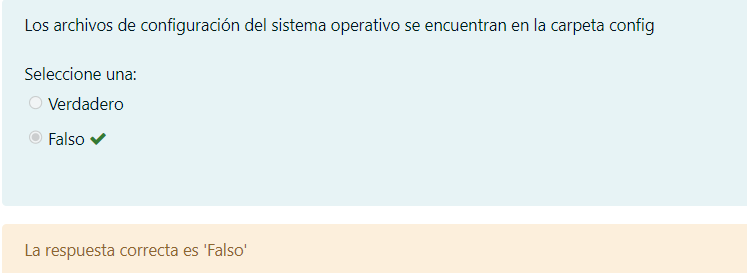 Los archivos de configuración del sistema operativo se encuentran en la carpeta config
Seleccione una:
Verdadero
Falso
La respuesta correcta es 'Falso'